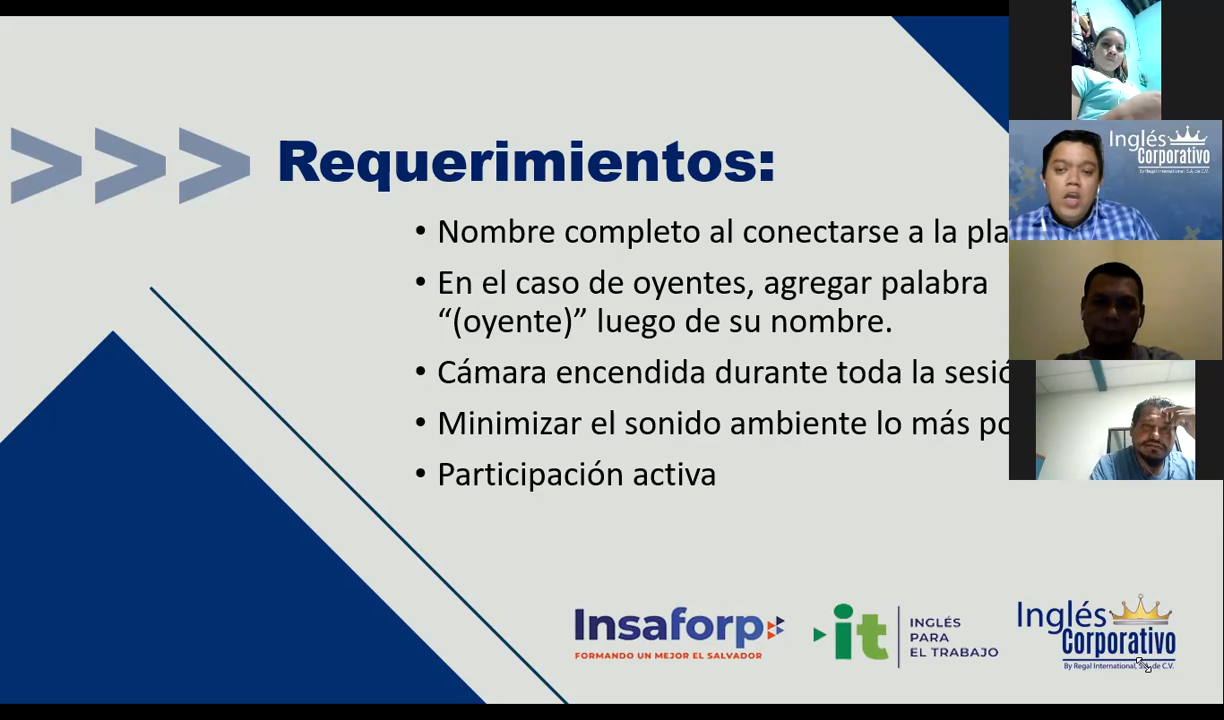 Requerimientos:
• Nombre completo al conectarse a la pla
• En el caso de oyentes, agregar palabra
“(oyente)” luego de su nombre.
• Cámara encendida durante toda la sesió
• Minimizar el sonido ambiente lo más po
• Participación activa
Inglés
Corporativo
By Regal International, S.A. de C.V.
Insaforp
FORMANDO UN MEJOR EL SALVADOR
it
INGLÉS
PARA
EL TRABAJO
Inglés
Corporativo
By Regal International, S.A. de C.V.